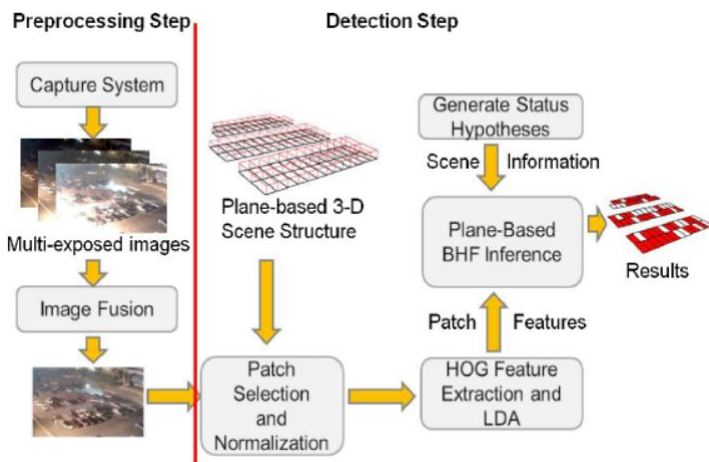 Preprocessing Step
Detection Step
Capture System
Multi-exposed images
Image Fusion
Plane-based 3-D
Scene Structure
Patch
Selection
and
Normalization
Generate Status
Hypotheses
Scene Information
Plane-Based
BHF Inference
Results
Patch Features
HOG Feature
Extraction and
LDA